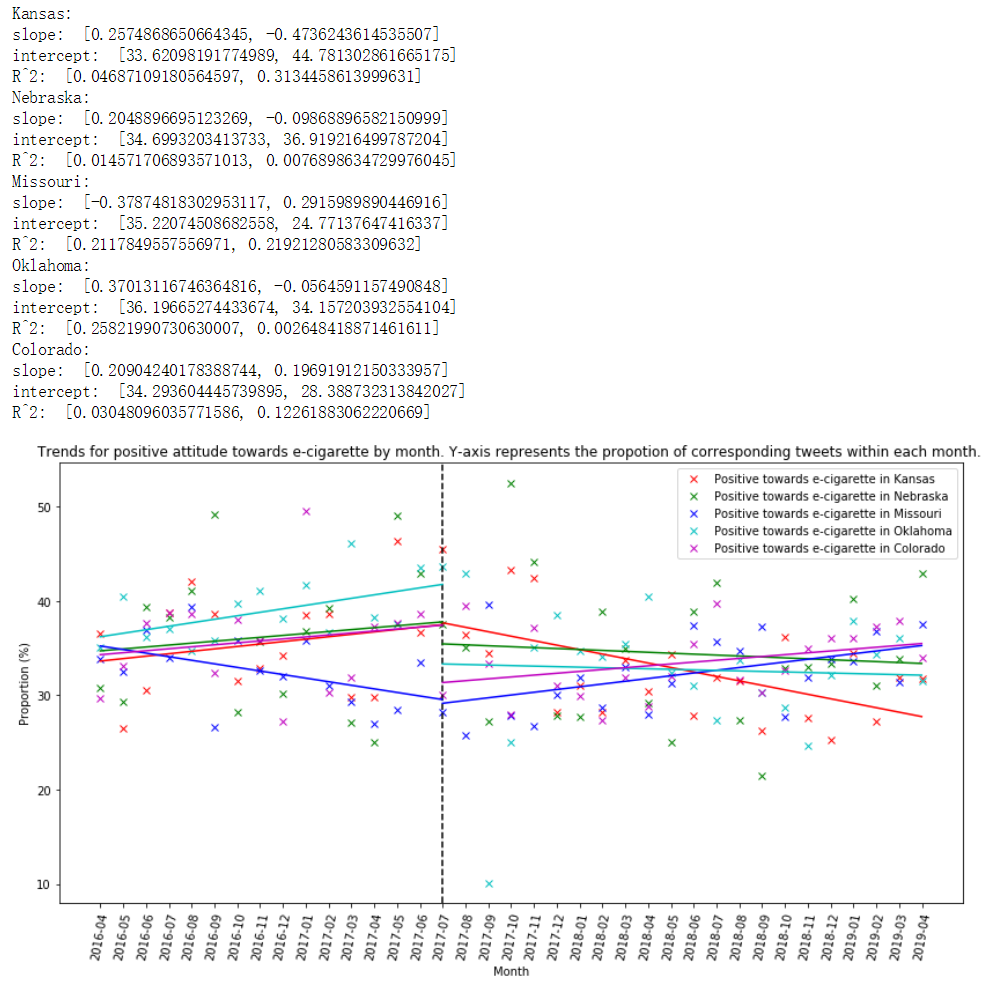 Kansas:
slope:  [0.2574868650664345, -0.4736243614535507]
intercept:  [33.62098191774989, 44.781302861665175]
R^2:  [0.04687109180564597, 0.3134458613999631]
Nebraska:
slope:  [0.2048896695123269, -0.09868896582150999]
intercept:  [34.6993203413733, 36.919216499787204]
R^2:  [0.014571706893571013, 0.0076898634729976045]
Missouri:
slope:  [-0.37874818302953117, 0.2915989890446916]
intercept:  [35.22074508682558, 24.77137647416337]
R^2:  [0.2117849557556971, 0.21921280583309632]
Oklahoma:
slope:  [0.37013116746364816, -0.0564591157490848]
intercept:  [36.19665274433674, 34.157203932554104]
R^2:  [0.25821990730630007, 0.002648418871461611]
Colorado:
slope:  [0.20904240178388744, 0.19691912150333957]
intercept:  [34.293604445739895, 28.388732313842027]
R^2:  [0.03048096035771586, 0.12261883062220669]
Trends for positive attitude towards e-cigarette by month. Y-axis represents the propotion of corresponding tweets within each month.
Positive towards e-cigarette in Kansas
Positive towards e-cigarette in Nebraska
Positive towards e-cigarette in Missouri
Positive towards e-cigarette in Oklahoma
Positive towards e-cigarette in Colorado
Proportion (%)
50
40
30
20
10
2016-04
2016-05
2016-06
2016-07
2016-08
2016-09
2016-10
2016-11
2016-12
2017-01
2017-02
2017-03
2017-04
2017-05
2017-06
2017-07
2017-08
2017-09
2017-10
2017-11
2017-12
2018-01
2018-02
2018-03
2018-04
2018-05
2018-06
2018-07
2018-08
2018-09
2018-10
2018-11
2018-12
2019-01
2019-02
2019-03
2019-04
Month